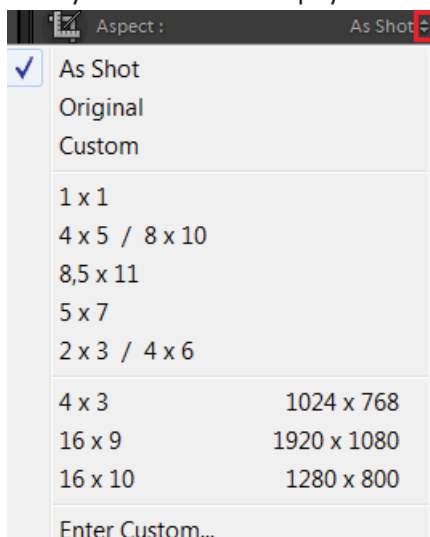 Aspect : As Shot
As Shot
Original
Custom
1 x 1
4 x 5 / 8 x 10
8,5 x 11
5 x 7
2 x 3 / 4 x 6
4 x 3 1024 x 768
16 x 9 1920 x 1080
16 x 10 1280 x 800
Enter Custom...